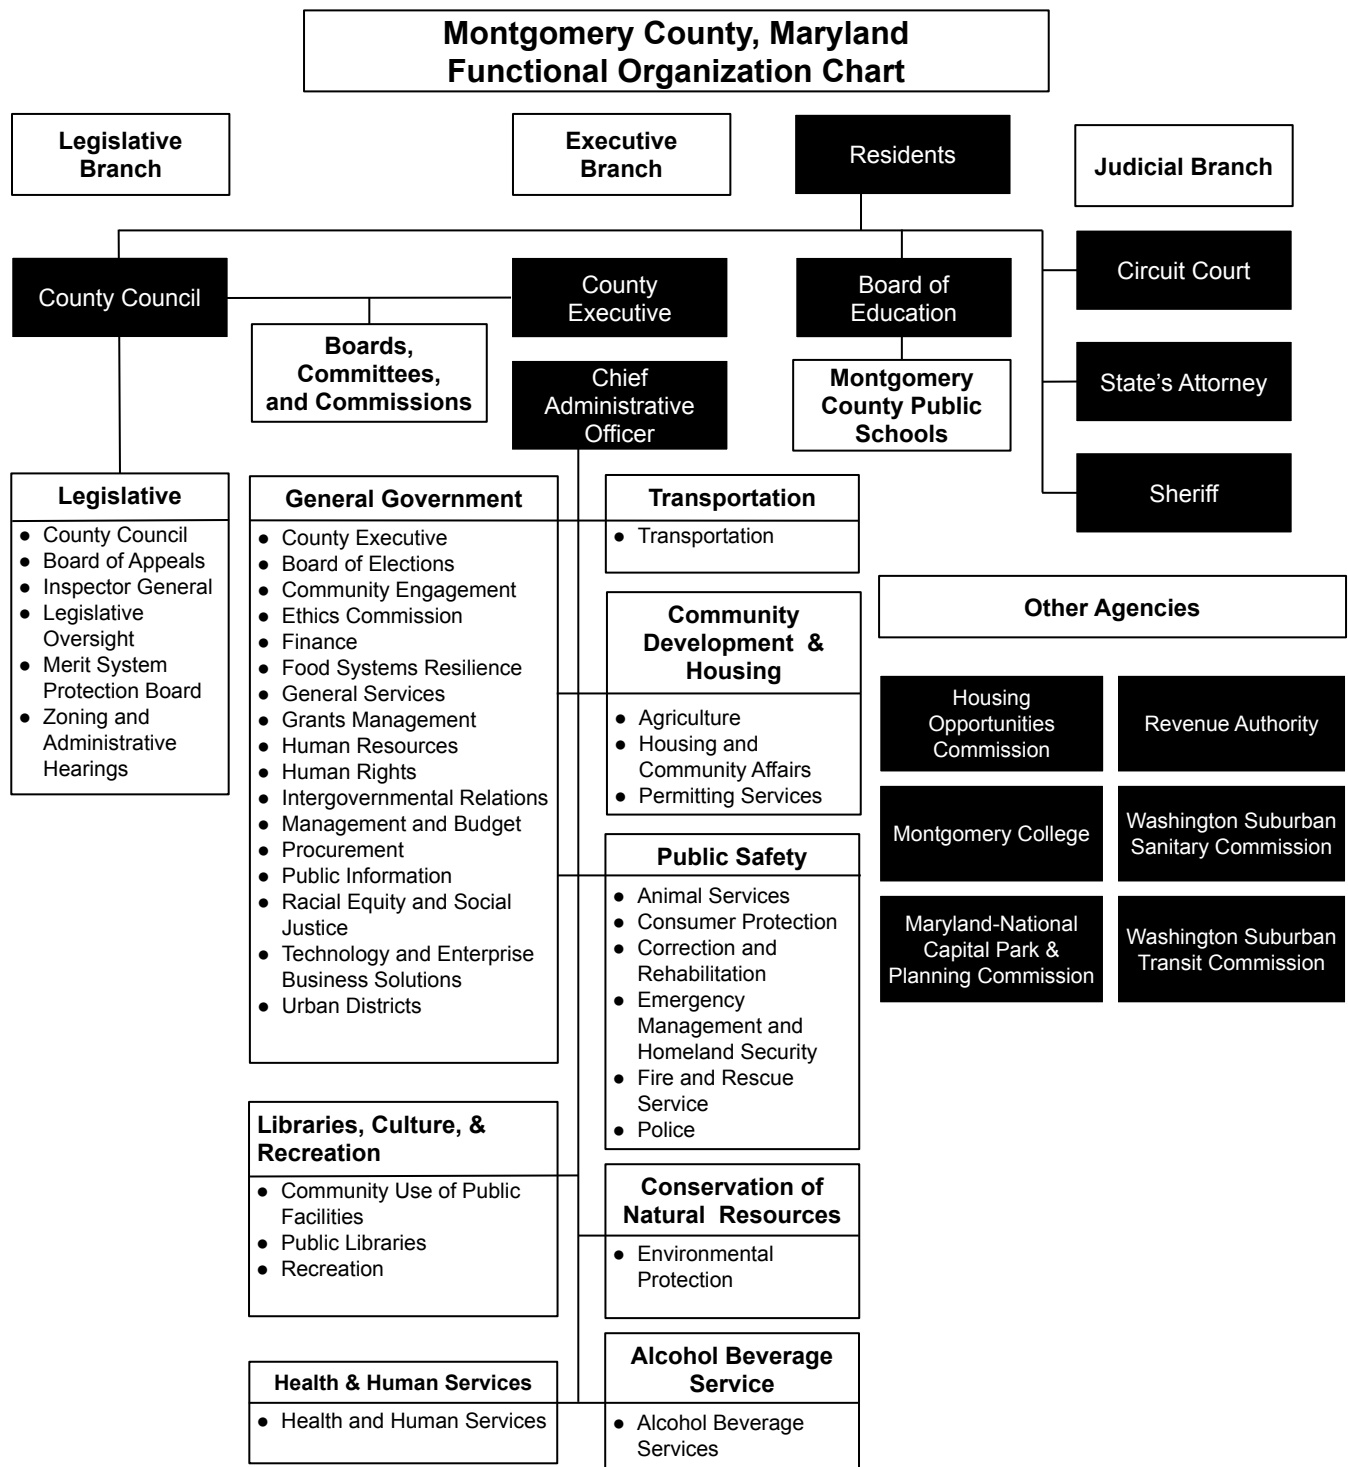 Montgomery County, Maryland
Functional Organization Chart
Legislative
Branch
Executive
Branch
Residents
Judicial Branch
County Council
County
Executive
Board of
Education
Circuit Court
Boards,
Committees,
and Commissions
Chief
Administrative
Officer
Montgomery
County Public
Schools
State’s Attorney
Sheriff
Legislative
● County Council
● Board of Appeals
● Inspector General
● Legislative
Oversight
● Merit System
Protection Board
● Zoning and
Administrative
Hearings
General Government
● County Executive
● Board of Elections
● Community Engagement
● Ethics Commission
● Finance
● Food Systems Resilience
● General Services
● Grants Management
● Human Resources
● Human Rights
● Intergovernmental Relations
● Management and Budget
● Procurement
● Public Information
● Racial Equity and Social
Justice
● Technology and Enterprise
Business Solutions
● Urban Districts
Libraries, Culture, &
Recreation
● Community Use of Public
Facilities
● Public Libraries
● Recreation
Health & Human Services
● Health and Human Services
Transportation
● Transportation
Community
Development & 
Housing
● Agriculture
● Housing and
Community Affairs
● Permitting Services
Public Safety
● Animal Services
● Consumer Protection
● Correction and
Rehabilitation
● Emergency
Management and
Homeland Security
● Fire and Rescue
Service
● Police
Conservation of
Natural Resources
● Environmental
Protection
Alcohol Beverage
Service
● Alcohol Beverage
Services
Other Agencies
Housing
Opportunities
Commission
Revenue Authority
Montgomery College
Washington Suburban
Sanitary Commission
Maryland-National
Capital Park &
Planning Commission
Washington Suburban
Transit Commission